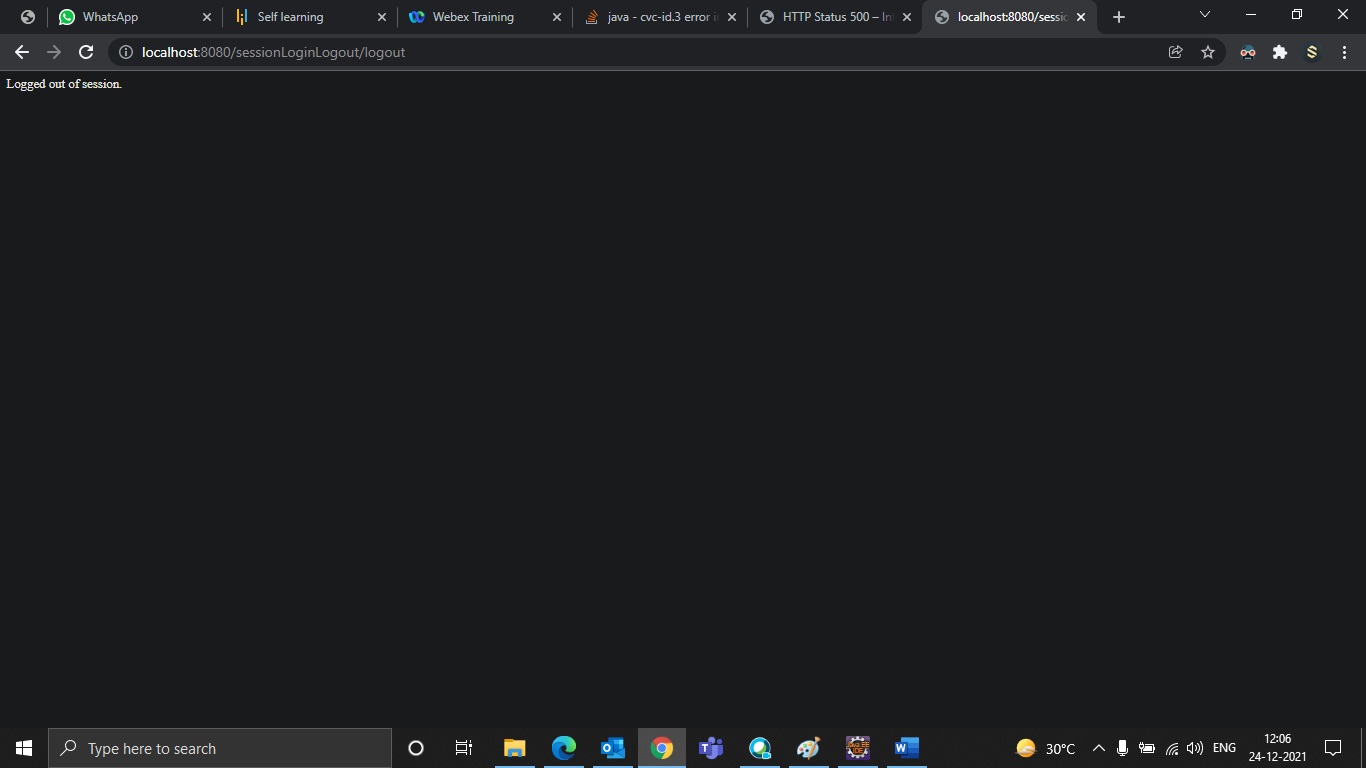 WhatsApp
Self learning
Webex Training
java - cvc-id.3 error i
HTTP Status 500 – In
localhost:8080/sessio
localhost:8080/sessionLoginLogout/logout
Logged out of session.
Type here to search
30°C
ENG
12:06
24-12-2021